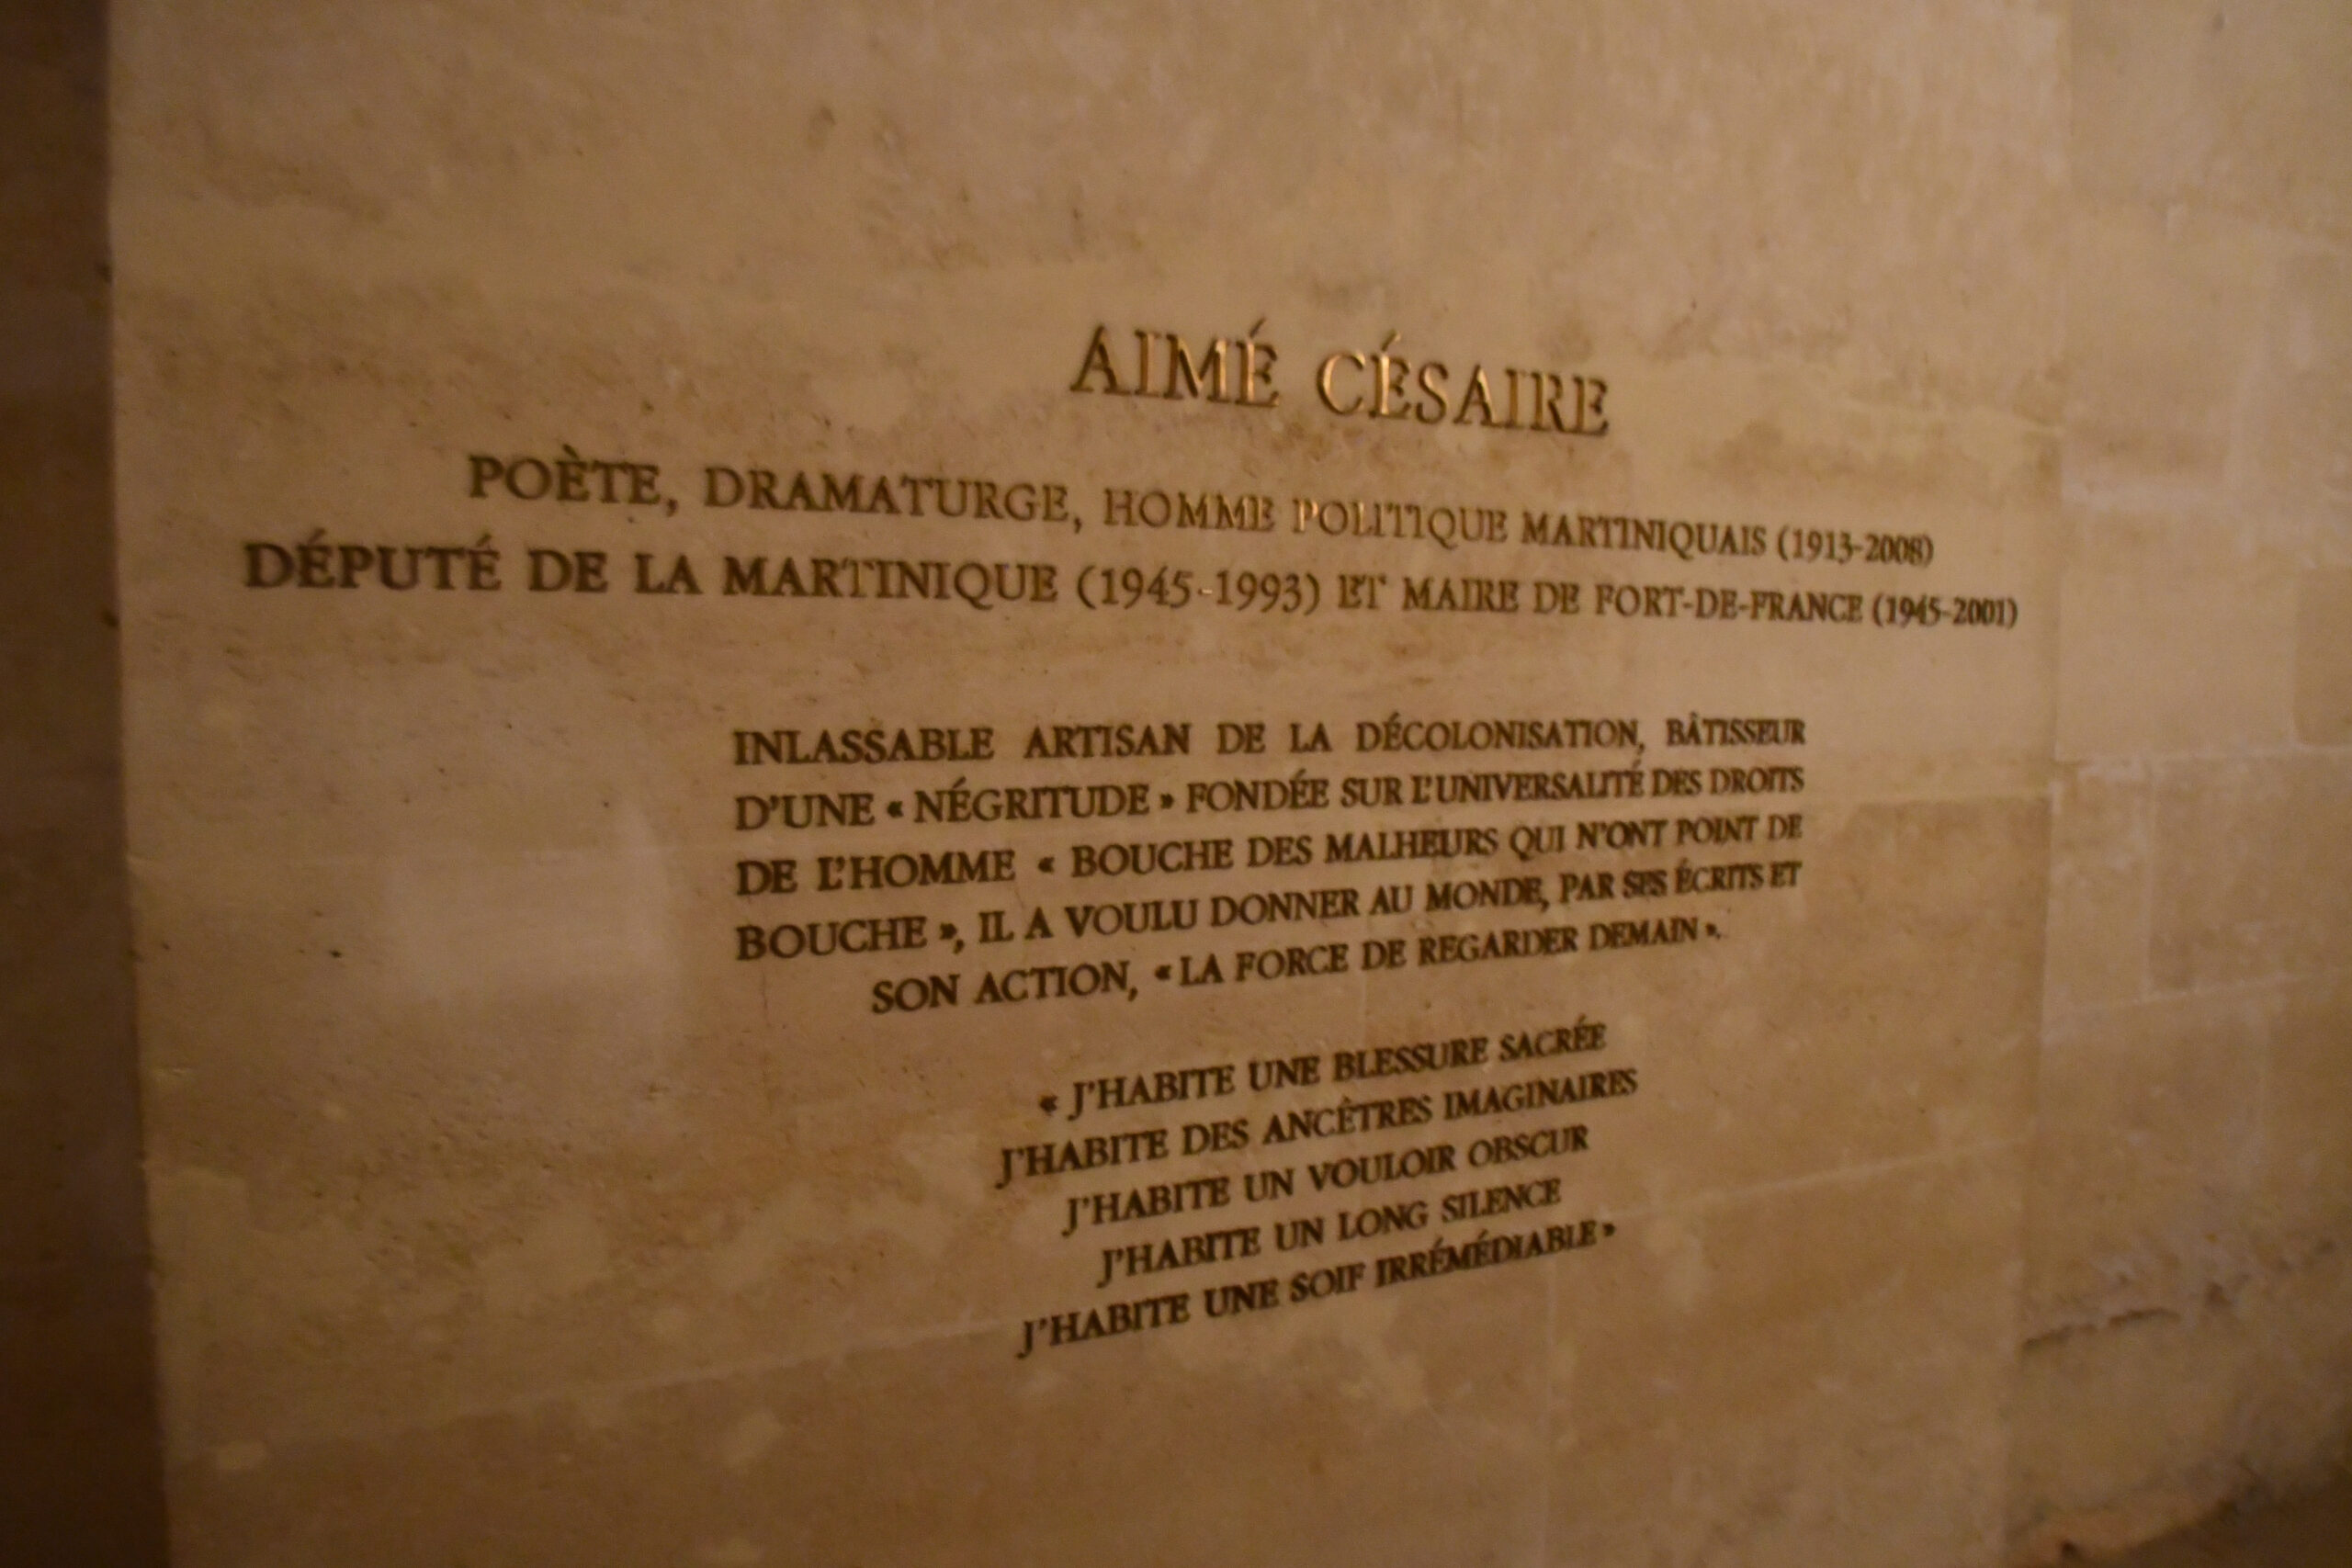 AIMÉ CÉSAIRE
POÈTE, DRAMATURGE, HOMME POLITIQUE MARTINIQUAIS (1913-2008)
DÉPUTÉ DE LA MARTINIQUE (1945-1993) ET MAIRE DE FORT-DE-FRANCE (1945-2001)
INLASSABLE ARTISAN DE LA DÉCOLONISATION, BÂTISSEUR
D'UNE « NÉGRITUDE » FONDÉE SUR L'UNIVERSALITÉ DES DROITS
DE L'HOMME « BOUCHE DES MALHEURS QUI N'ONT POINT DE
BOUCHE », IL A VOULU DONNER AU MONDE, PAR SES ÉCRITS ET
SON ACTION, « LA FORCE DE REGARDER DEMAIN ».
« J'HABITE UNE BLESSURE SACRÉE
J'HABITE DES ANCÊTRES IMAGINAIRES
J'HABITE UN VOULOIR OBSCUR
J'HABITE UN LONG SILENCE
J'HABITE UNE SOIF IRRÉMÉDIABLE »